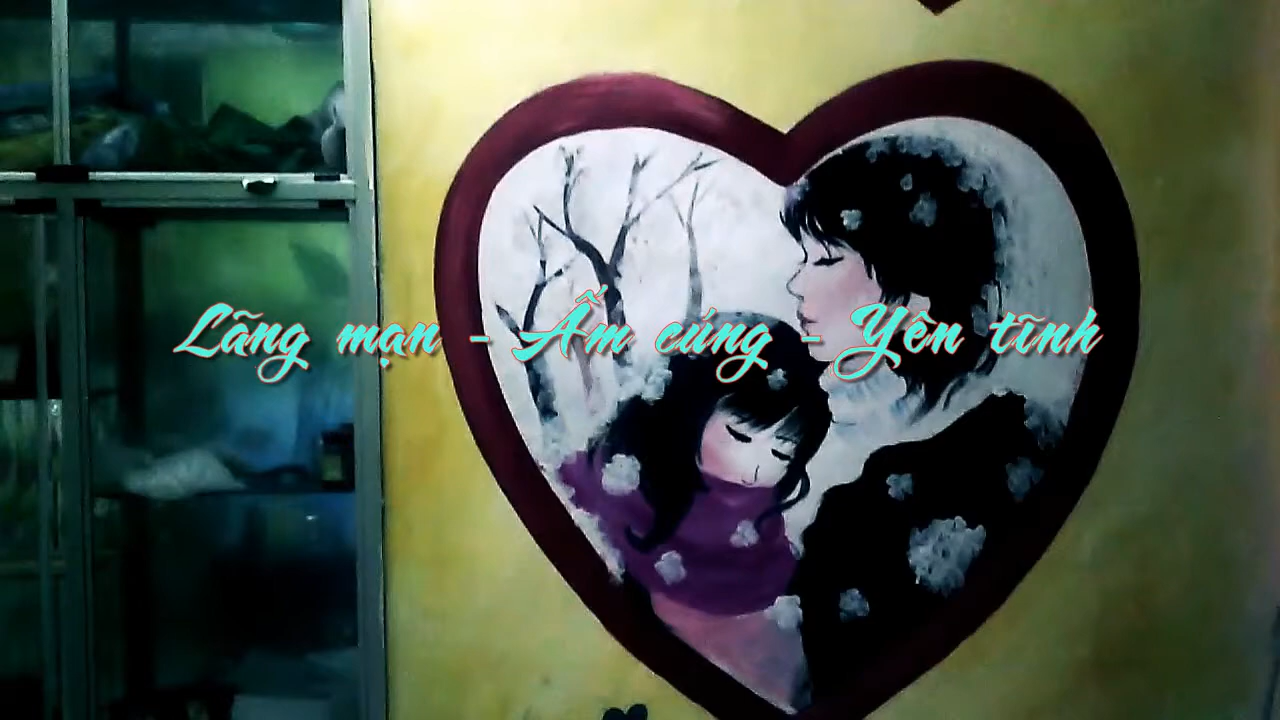 Lãng mạn - Ấm cúng - Yên tĩnh